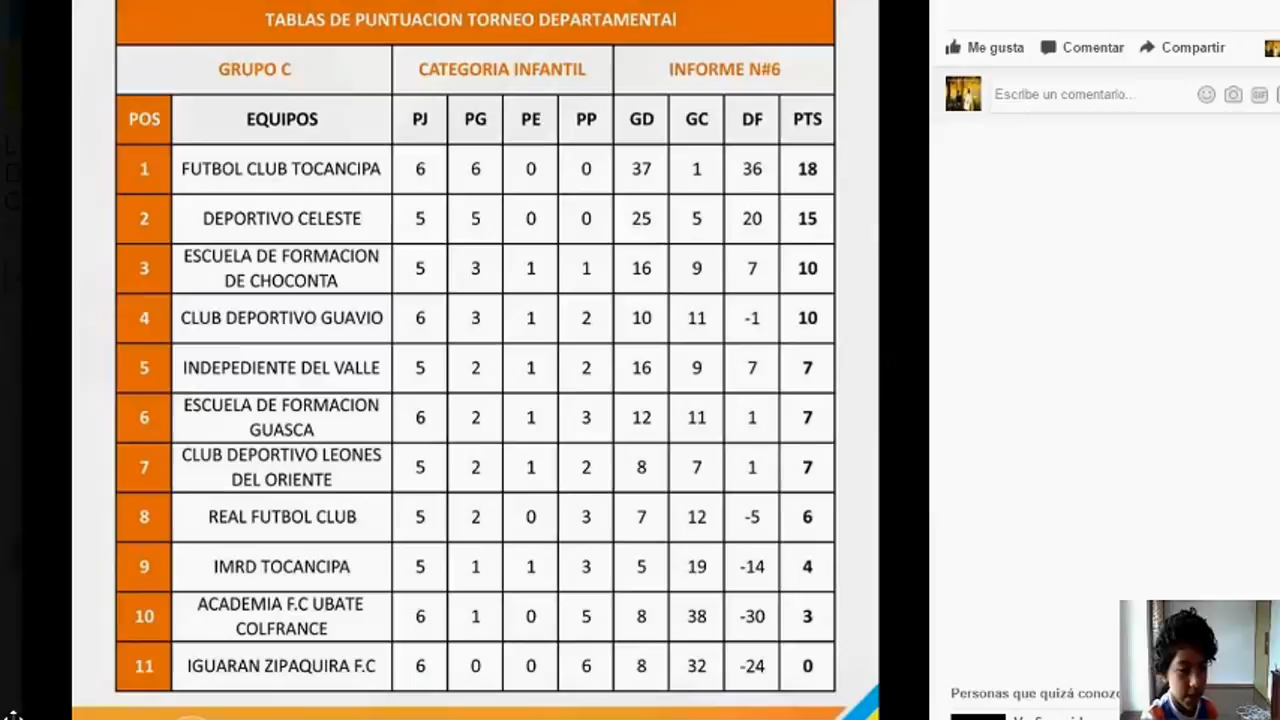 TABLAS DE PUNTUACION TORNEO DEPARTAMENTAl
GRUPO C CATEGORIA INFANTIL INFORME N#6
POS EQUIPOS PJ PG PE PP GD GC DF PTS
1 FUTBOL CLUB TOCANCIPA 6 6 0 0 37 1 36 18
2 DEPORTIVO CELESTE 5 5 0 0 25 5 20 15
3 ESCUELA DE FORMACION DE CHOCONTA 5 3 1 1 16 9 7 10
4 CLUB DEPORTIVO GUAVIO 6 3 1 2 10 11 -1 10
5 INDEPEDIENTE DEL VALLE 5 2 1 2 16 9 7 7
6 ESCUELA DE FORMACION GUASCA 6 2 1 3 12 11 1 7
7 CLUB DEPORTIVO LEONES DEL ORIENTE 5 2 1 2 8 7 1 7
8 REAL FUTBOL CLUB 5 2 0 3 7 12 -5 6
9 IMRD TOCANCIPA 5 1 1 3 5 19 -14 4
10 ACADEMIA F.C UBATE COLFRANCE 6 1 0 5 8 38 -30 3
11 IGUARAN ZIPAQUIRA F.C 6 0 0 6 8 32 -24 0
Me gusta Comentar Compartir
Escribe un comentario... GIF
Personas que quizá conozc